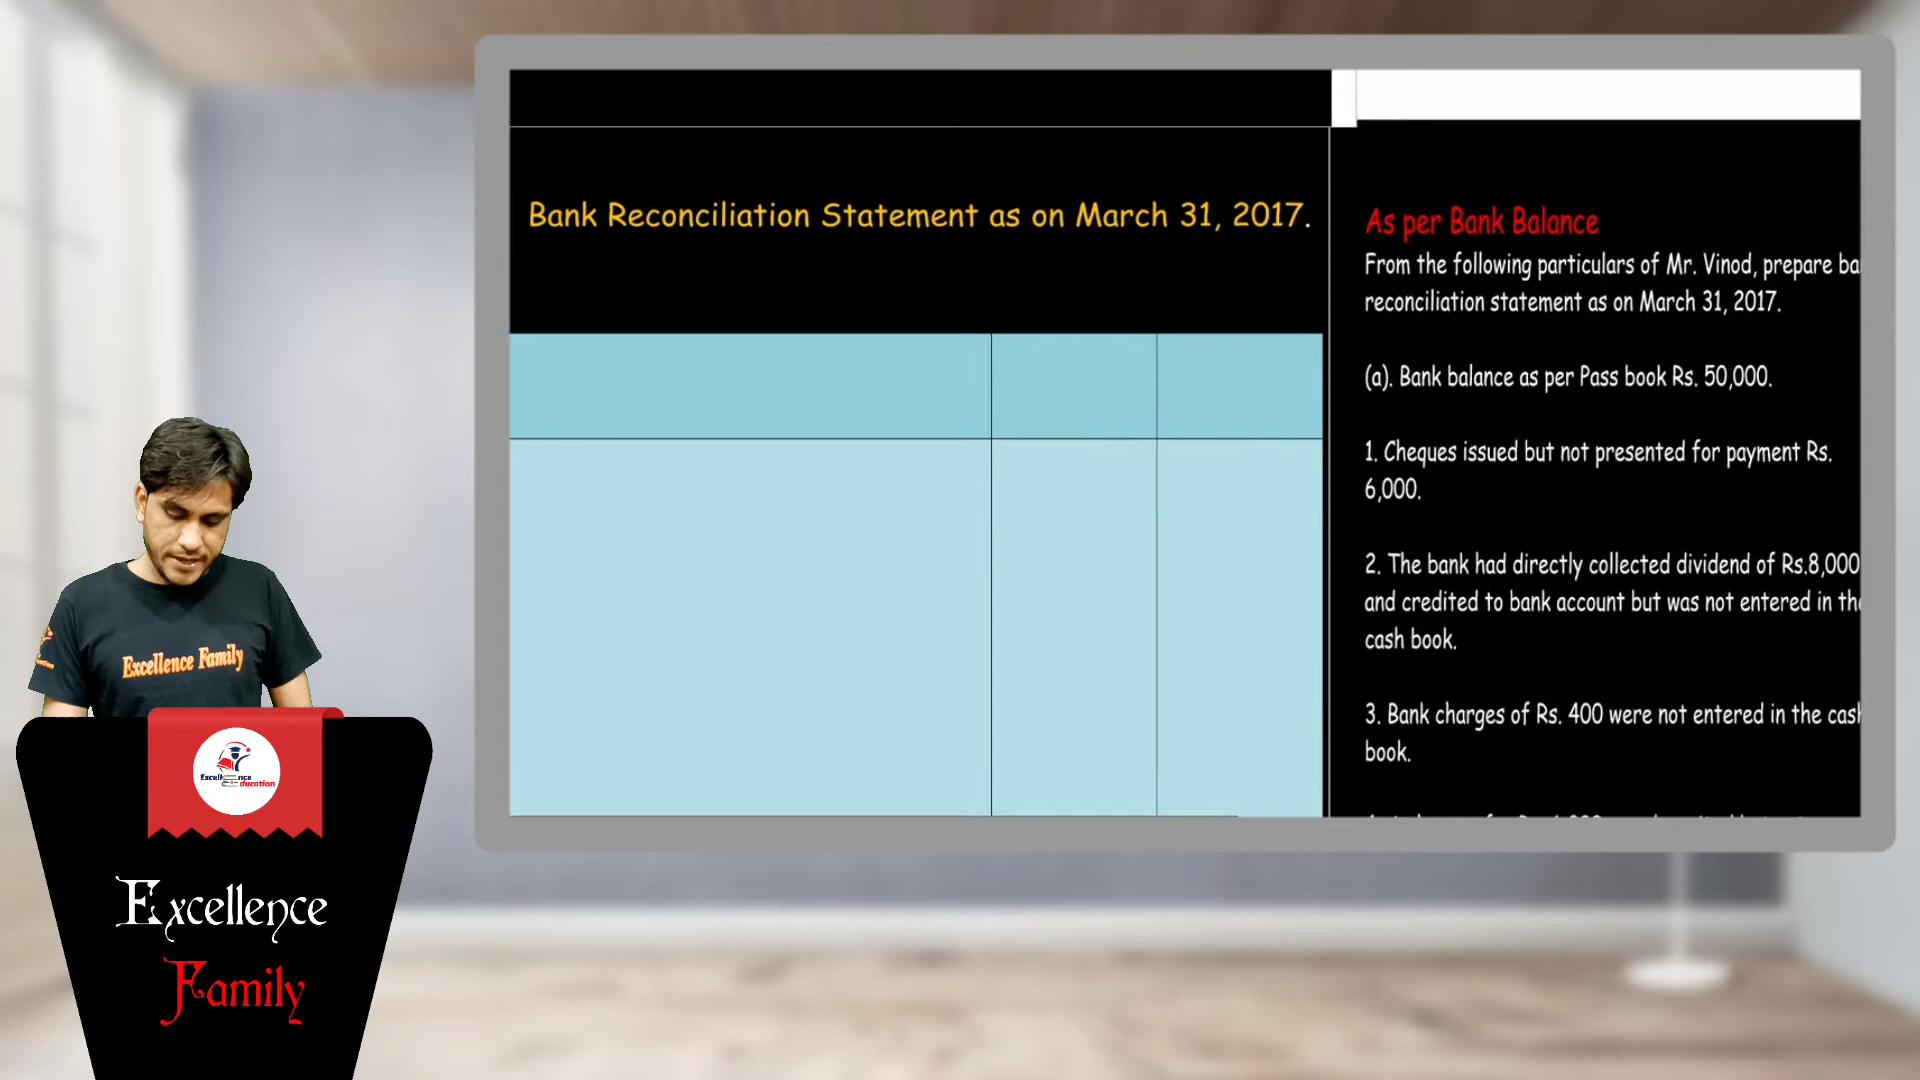 Bank Reconciliation Statement as on March 31, 2017.
As per Bank Balance
From the following particulars of Mr. Vinod, prepare ba
reconciliation statement as on March 31, 2017.
(a). Bank balance as per Pass book Rs. 50,000.
1. Cheques issued but not presented for payment Rs.
6,000.
2. The bank had directly collected dividend of Rs.8,000
and credited to bank account but was not entered in the
cash book.
3. Bank charges of Rs. 400 were not entered in the cash
book.
Excellence Family
Excellence
Education
Excellence
Family